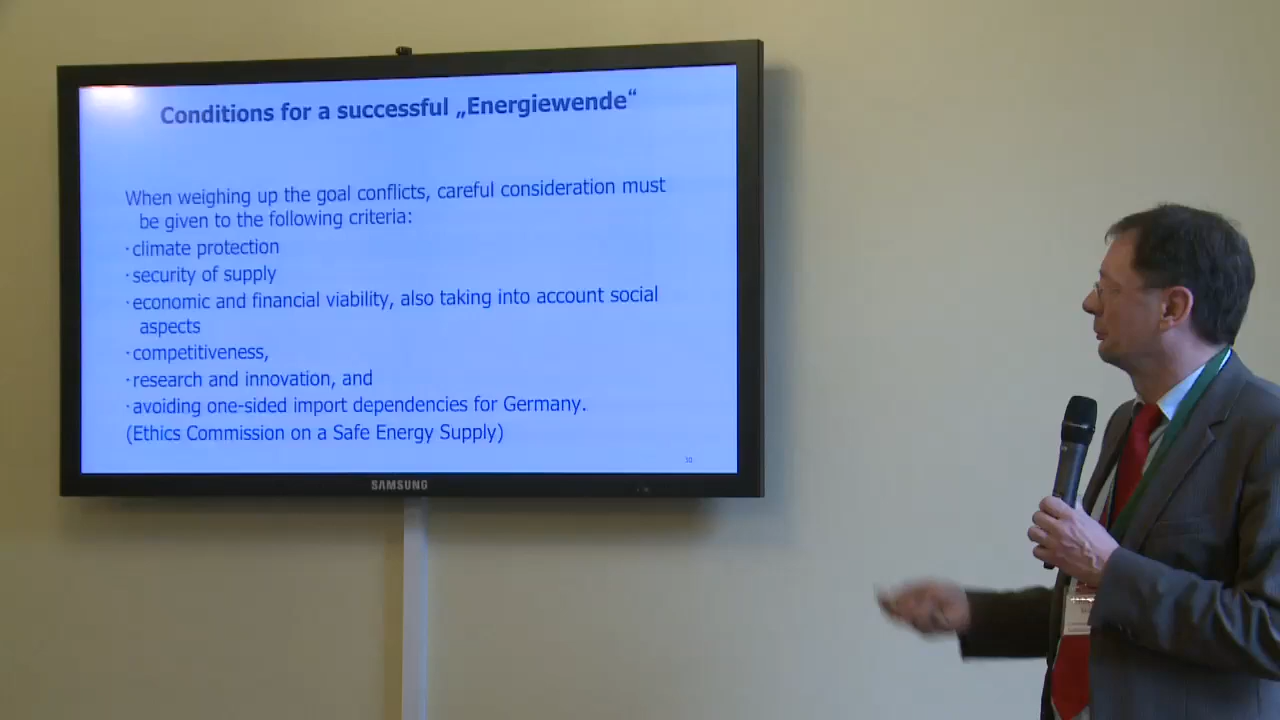 Conditions for a successful „Energiewende“
When weighing up the goal conflicts, careful consideration must
be given to the following criteria:
· climate protection
· security of supply
· economic and financial viability, also taking into account social
aspects
· competitiveness,
· research and innovation, and
· avoiding one-sided import dependencies for Germany.
(Ethics Commission on a Safe Energy Supply)
10
SAMSUNG